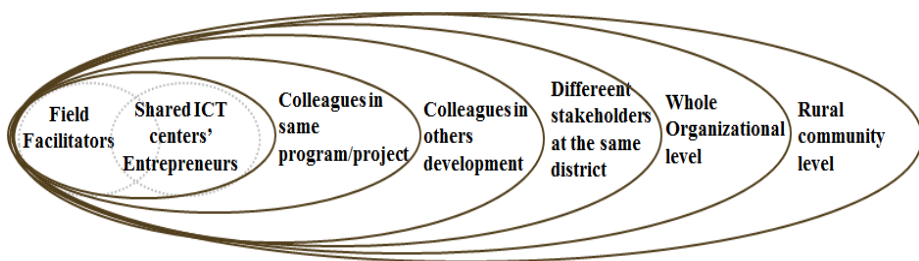 Field
Facilitators
Shared ICT
centers’
Entrepreneurs
Colleagues in
same
program/project
Colleagues in
others
development
Differeent
stakeholders
at the same
district
Whole
Organizational
level
Rural
community
level